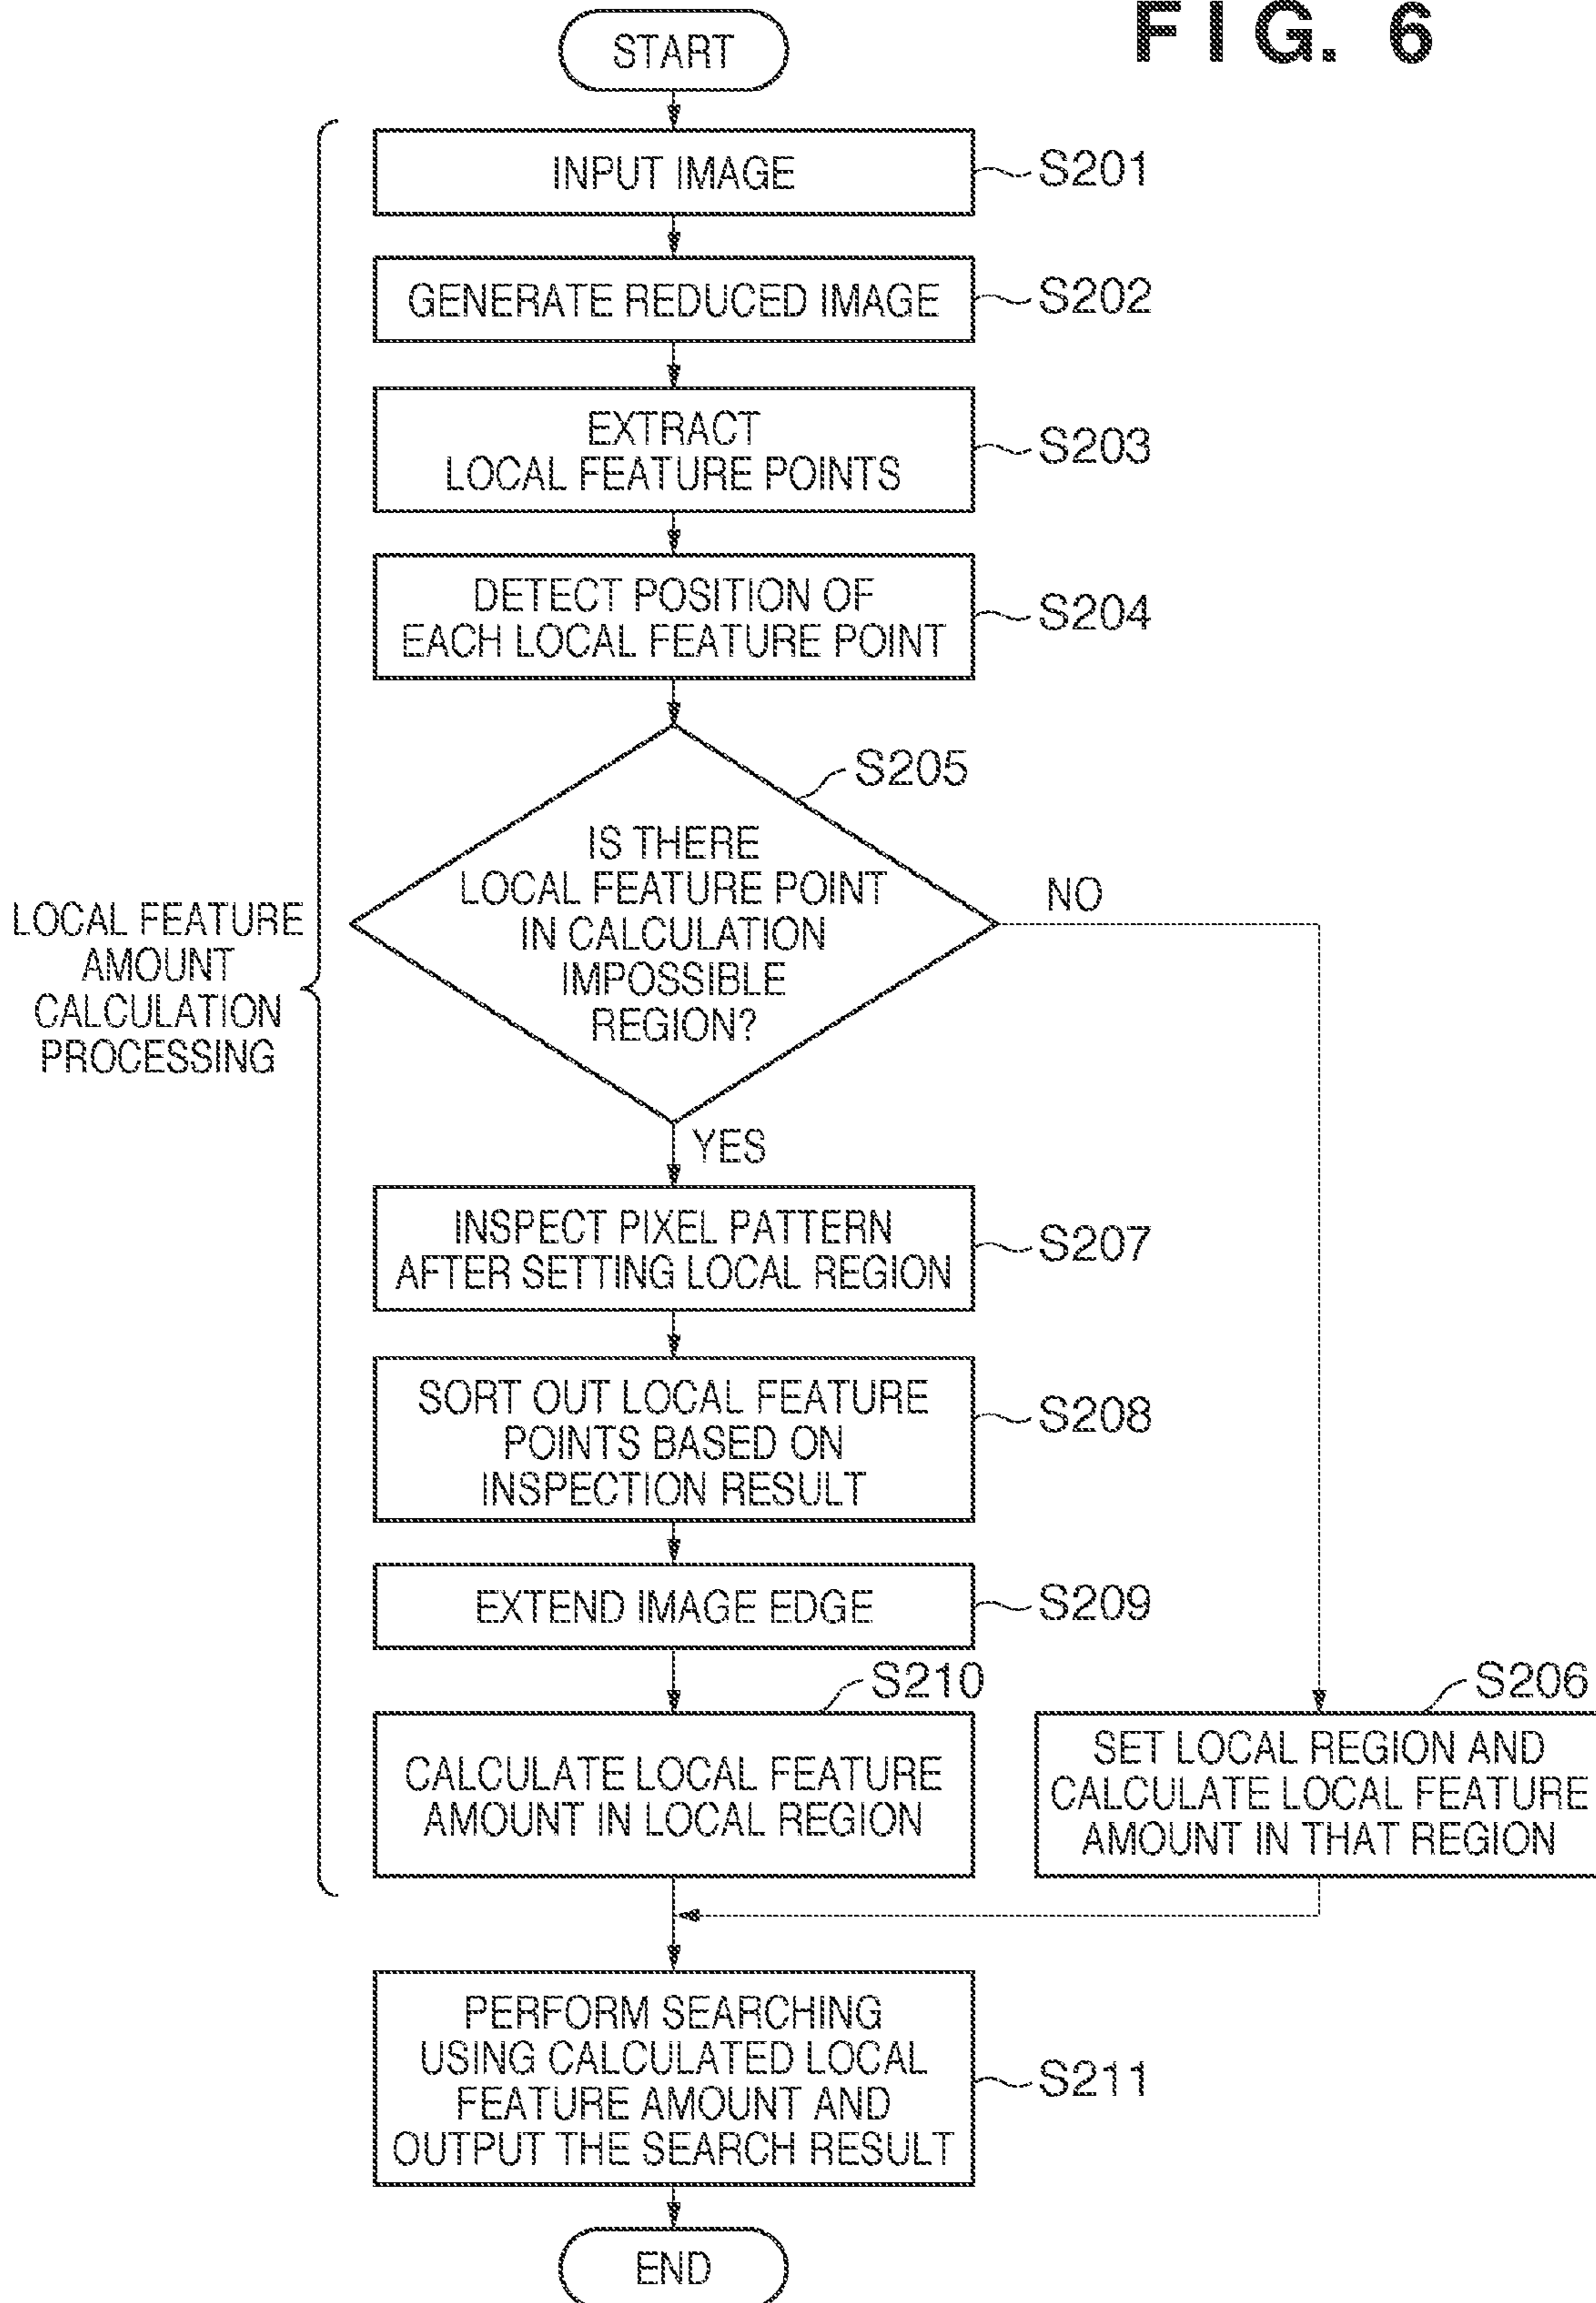 FIG. 6
START
INPUT IMAGE
S201
GENERATE REDUCED IMAGE
S202
EXTRACT
LOCAL FEATURE POINTS
S203
DETECT POSITION OF
EACH LOCAL FEATURE POINT
S204
S205
IS THERE
LOCAL FEATURE POINT
IN CALCULATION
IMPOSSIBLE
REGION?
NO
YES
LOCAL FEATURE
AMOUNT
CALCULATION
PROCESSING
INSPECT PIXEL PATTERN
AFTER SETTING LOCAL REGION
S207
SORT OUT LOCAL FEATURE
POINTS BASED ON
INSPECTION RESULT
S208
EXTEND IMAGE EDGE
S209
S210
CALCULATE LOCAL FEATURE
AMOUNT IN LOCAL REGION
S206
SET LOCAL REGION AND
CALCULATE LOCAL FEATURE
AMOUNT IN THAT REGION
PERFORM SEARCHING
USING CALCULATED LOCAL
FEATURE AMOUNT AND
OUTPUT THE SEARCH RESULT
S211
END